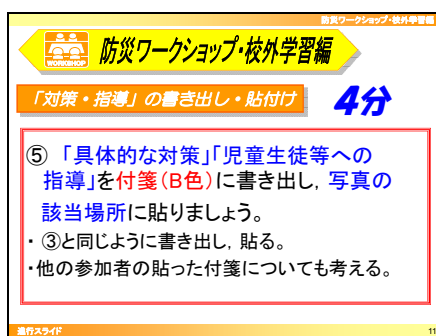 防災ワークショップ・校外学習編
WORKSHOP
防災ワークショップ・校外学習編
「対策・指導」の書き出し・貼付け
4分
⑤ 「具体的な対策」「児童生徒等への
指導」を付箋(B色)に書き出し，写真の
該当場所に貼りましょう。
・ ③と同じように書き出し，貼る。
・他の参加者の貼った付箋についても考える。
進行スライド
11